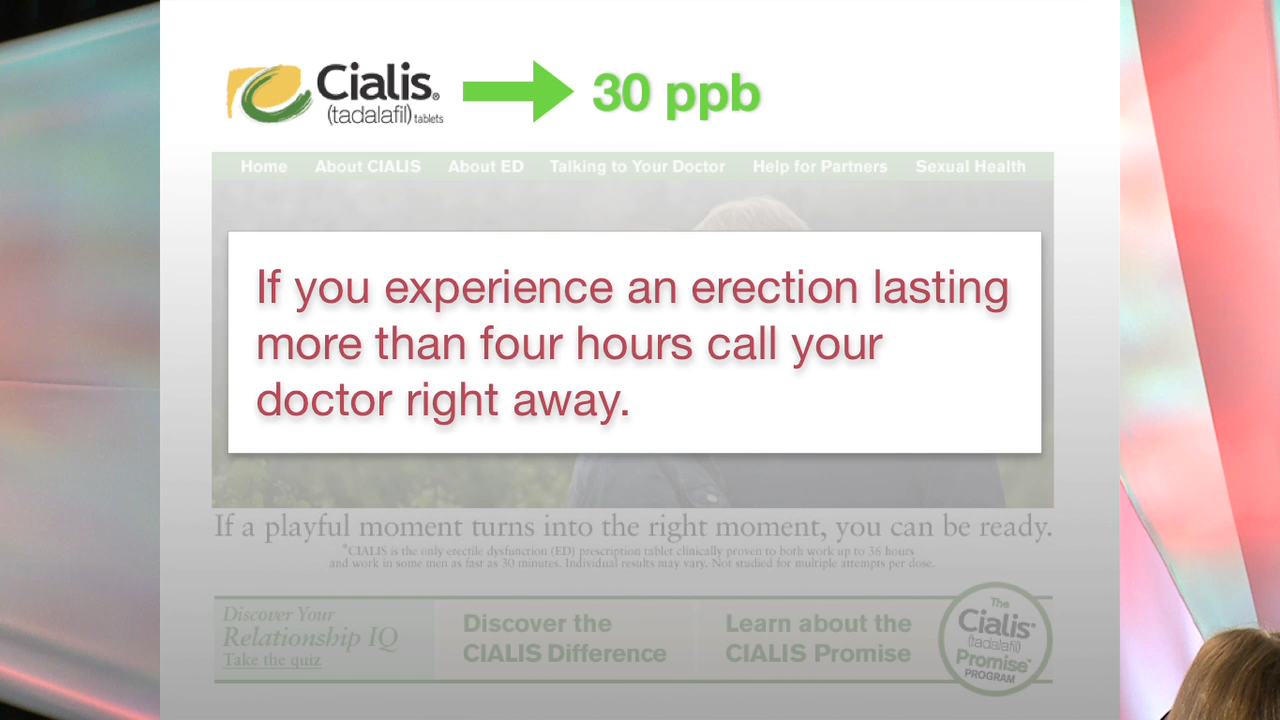 Cialis®
(tadalafil) tablets
30 ppb
Home About CIALIS About ED Talking to Your Doctor Help for Partners Sexual Health
If you experience an erection lasting
more than four hours call your
doctor right away.
If a playful moment turns into the right moment, you can be ready.
*CIALIS is the only erectile dysfunction (ED) prescription tablet clinically proven to both work up to 36 hours
and work in some men as fast as 30 minutes. Individual results may vary. Not studied for multiple attempts per dose.
Discover Your
Relationship IQ
Take the quiz
Discover the
CIALIS Difference
Learn about the
CIALIS Promise
The
Cialis®
(tadalafil)
Promise™
PROGRAM